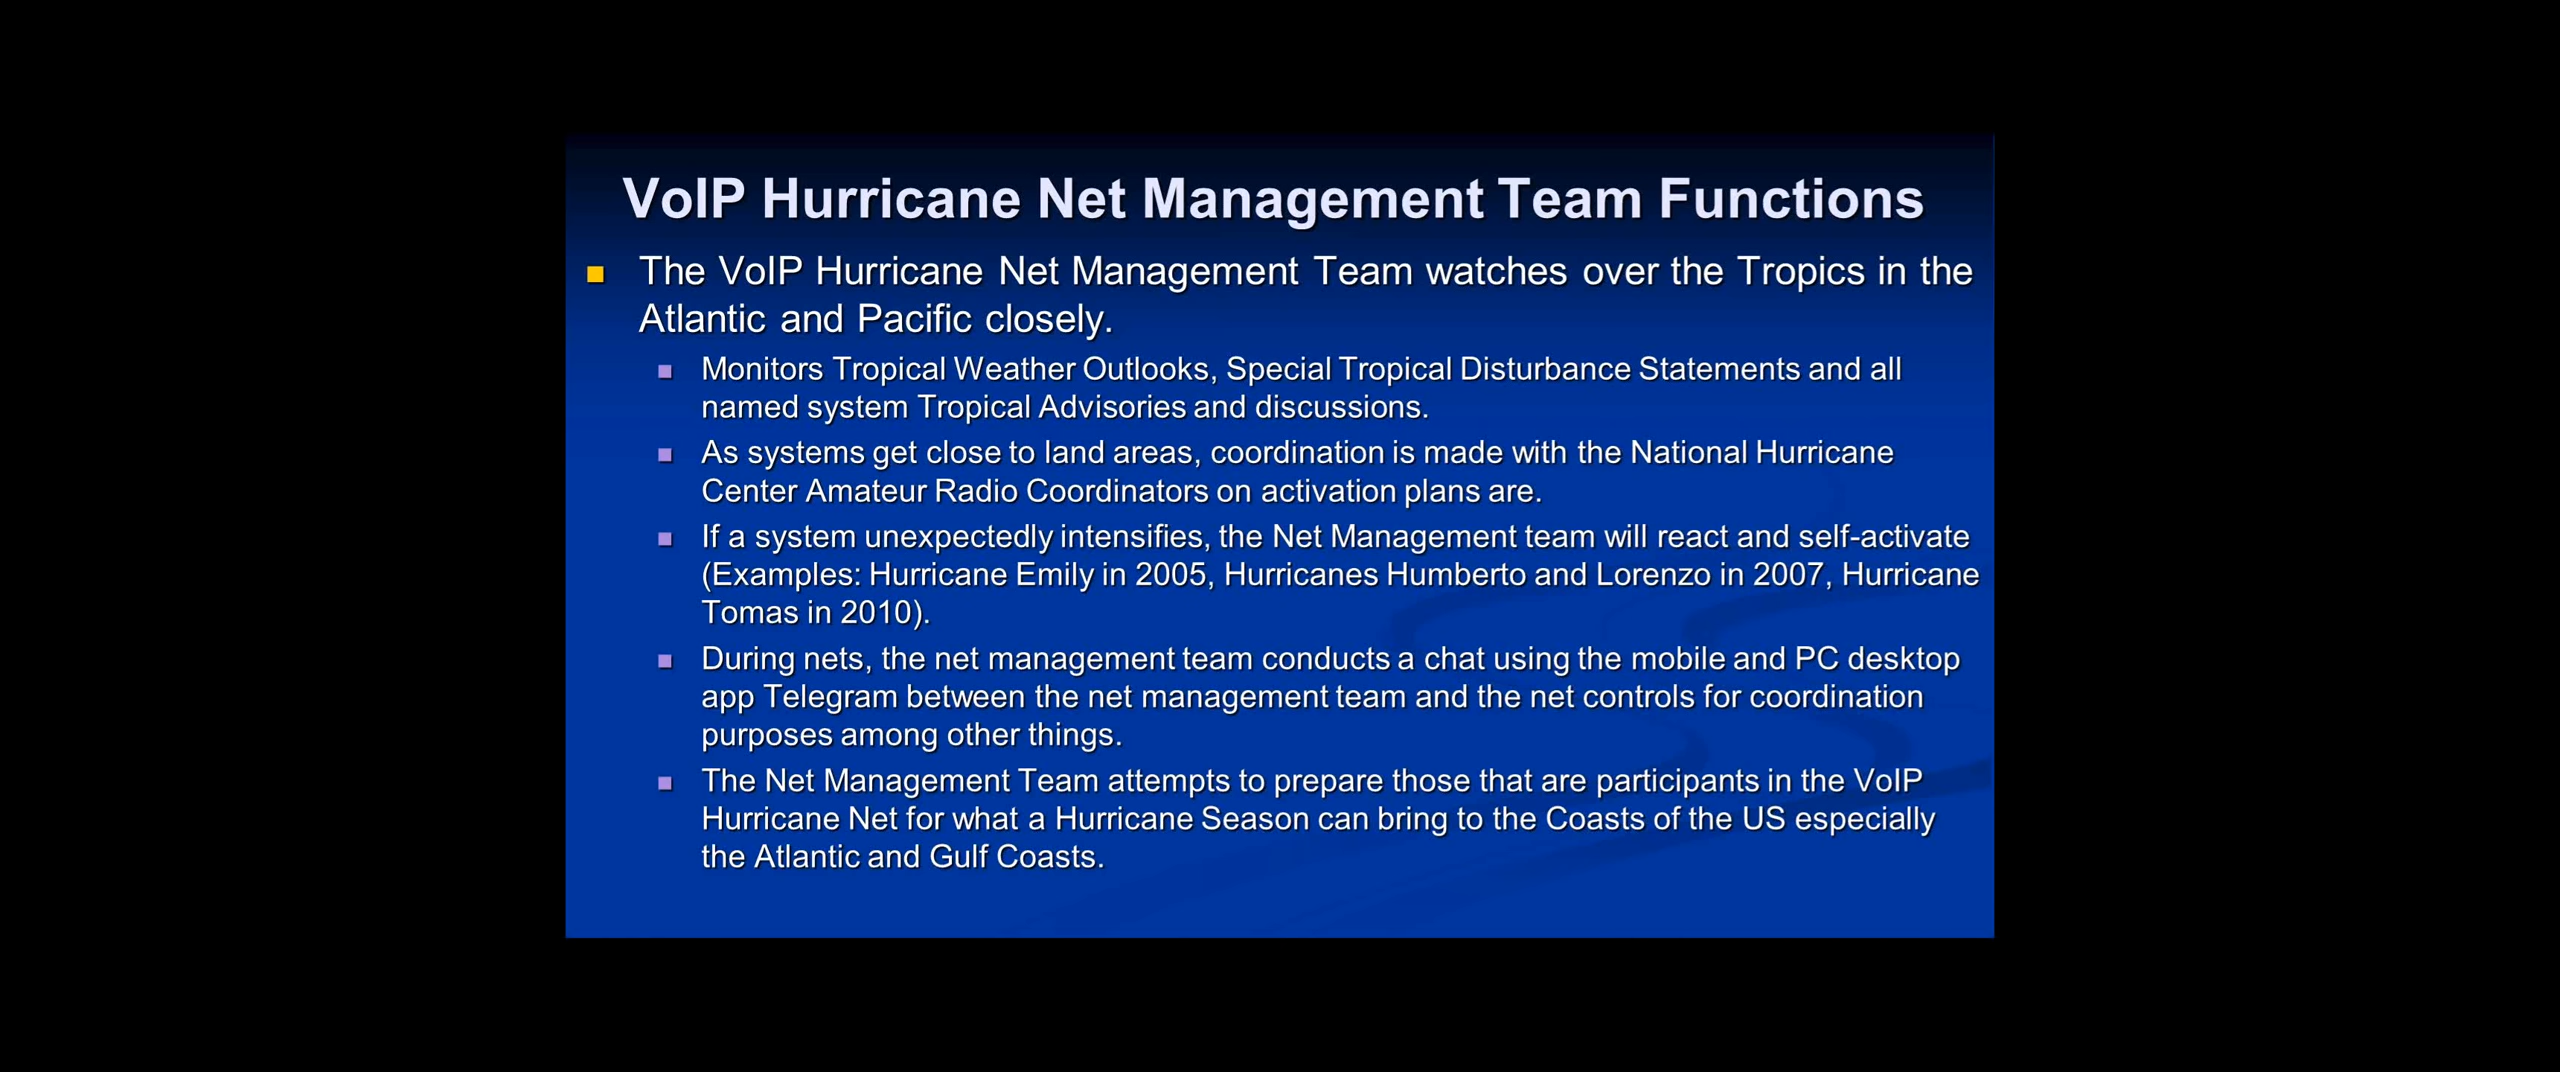 VoIP Hurricane Net Management Team Functions
The VoIP Hurricane Net Management Team watches over the Tropics in the
Atlantic and Pacific closely.
Monitors Tropical Weather Outlooks, Special Tropical Disturbance Statements and all
named system Tropical Advisories and discussions.
As systems get close to land areas, coordination is made with the National Hurricane
Center Amateur Radio Coordinators on activation plans are.
If a system unexpectedly intensifies, the Net Management team will react and self-activate
(Examples: Hurricane Emily in 2005, Hurricanes Humberto and Lorenzo in 2007, Hurricane
Tomas in 2010).
During nets, the net management team conducts a chat using the mobile and PC desktop
app Telegram between the net management team and the net controls for coordination
purposes among other things.
The Net Management Team attempts to prepare those that are participants in the VoIP
Hurricane Net for what a Hurricane Season can bring to the Coasts of the US especially
the Atlantic and Gulf Coasts.